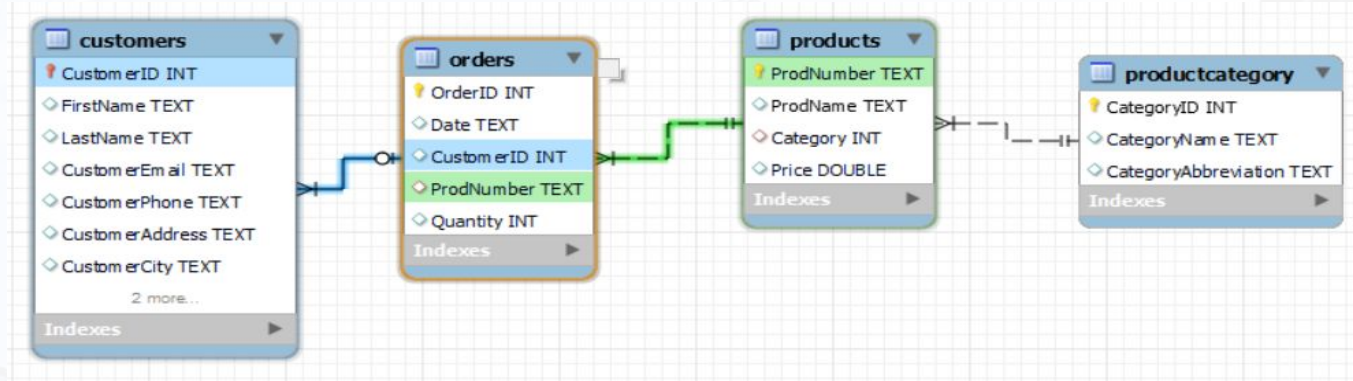 customers
CustomerID INT
FirstName TEXT
LastName TEXT
CustomerEmail TEXT
CustomerPhone TEXT
CustomerAddress TEXT
CustomerCity TEXT
2 more...
Indexes
orders
OrderID INT
Date TEXT
CustomerID INT
ProdNumber TEXT
Quantity INT
Indexes
products
ProdNumber TEXT
ProdName TEXT
Category INT
Price DOUBLE
Indexes
productcategory
CategoryID INT
CategoryName TEXT
CategoryAbbreviation TEXT
Indexes